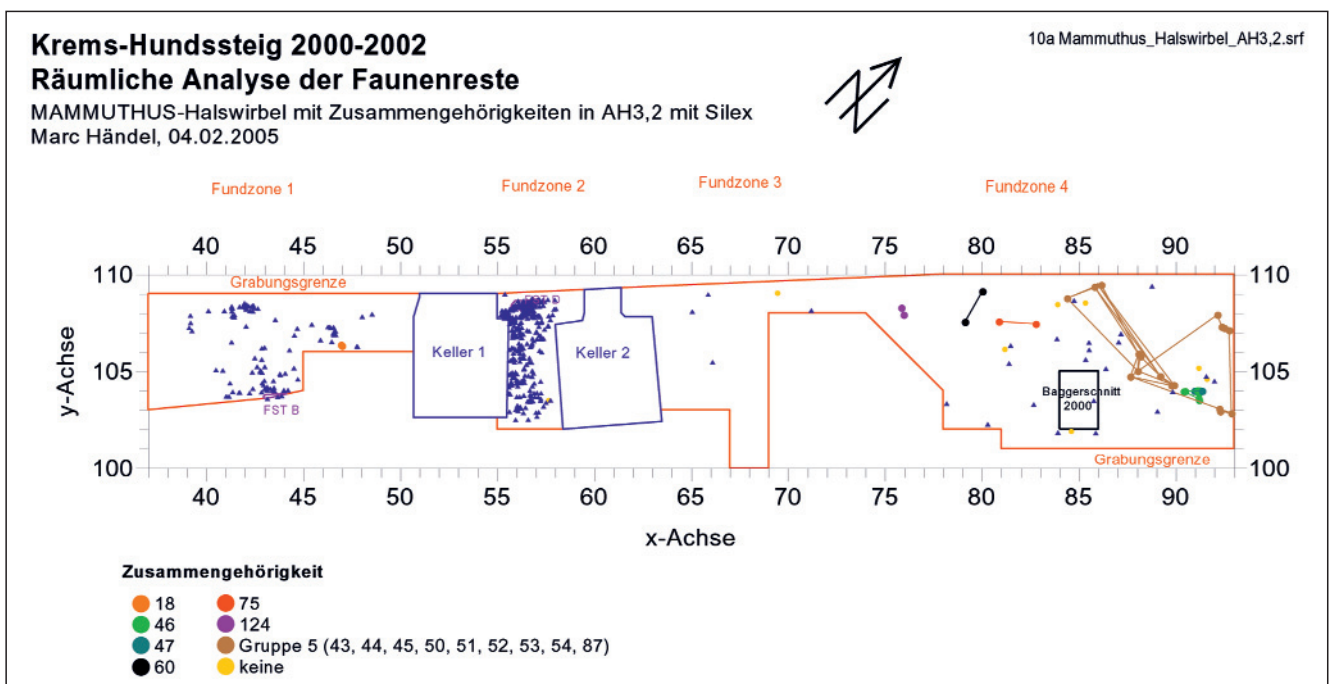 Krems-Hundssteig 2000-2002
10a Mammuthus_Halswirbel_AH3,2.srf
Räumliche Analyse der Faunenreste
MAMMUTHUS-Halswirbel mit Zusammengehörigkeiten in AH3,2 mit Silex
Marc Händel, 04.02.2005
Fundzone 1 Fundzone 2 Fundzone 3 Fundzone 4
40 45 50 55 60 65 70 75 80 85 90
110 110
Grabungsgrenze
Keller 1 Keller 2
y-Achse
105 105
Baggerschnitt
2000
FST B
Grabungsgrenze
100 100
40 45 50 55 60 65 70 75 80 85 90
x-Achse
Zusammengehörigkeit
18 75
46 124
47 Gruppe 5 (43, 44, 45, 50, 51, 52, 53, 54, 87)
60 keine